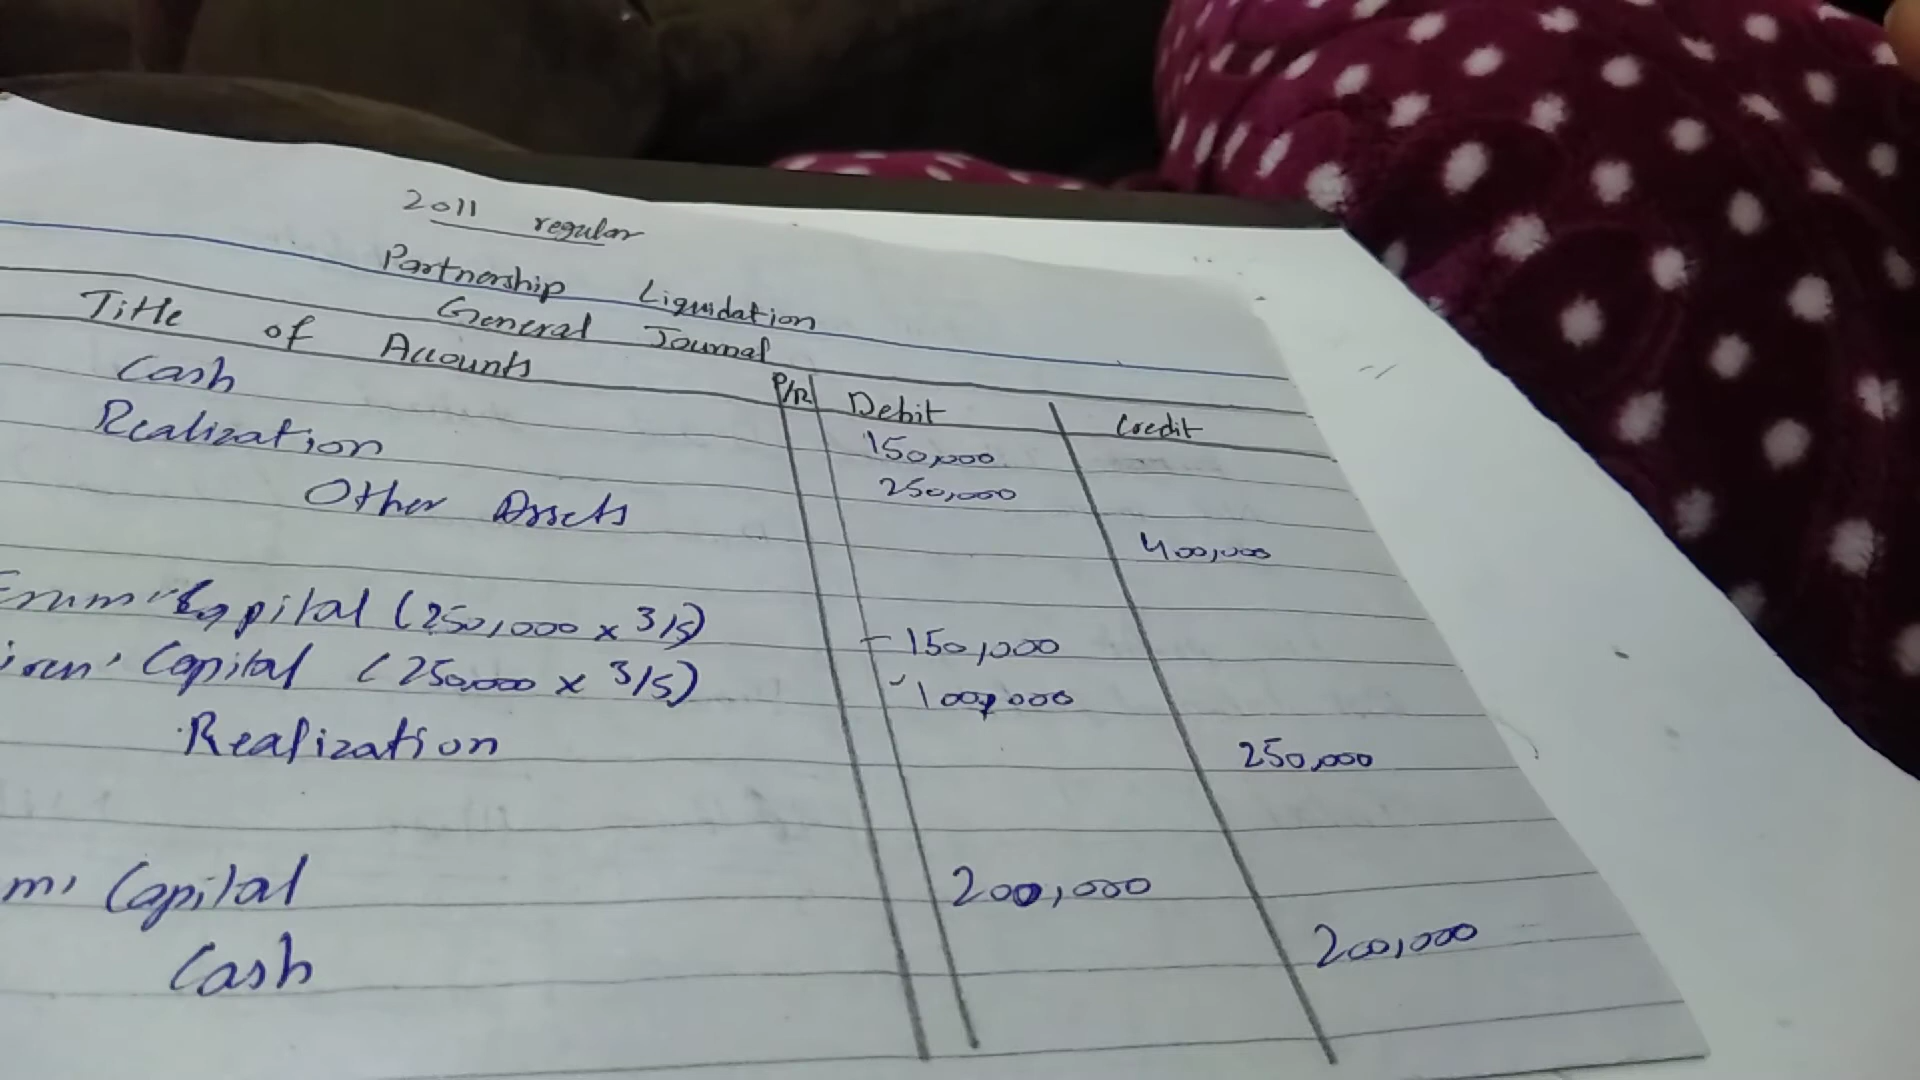 2011 regular
Partnership Liquidation
General Journal
Title of Accounts P/R Debit Credit
Cash 150,000
Realization 250,000
Other Assets 400,000
Capital (250,000 x 3/5) 150,000
Capital (250,000 x 3/5) 100,000
Realization 250,000
m, Capital 200,000
Cash 200,000